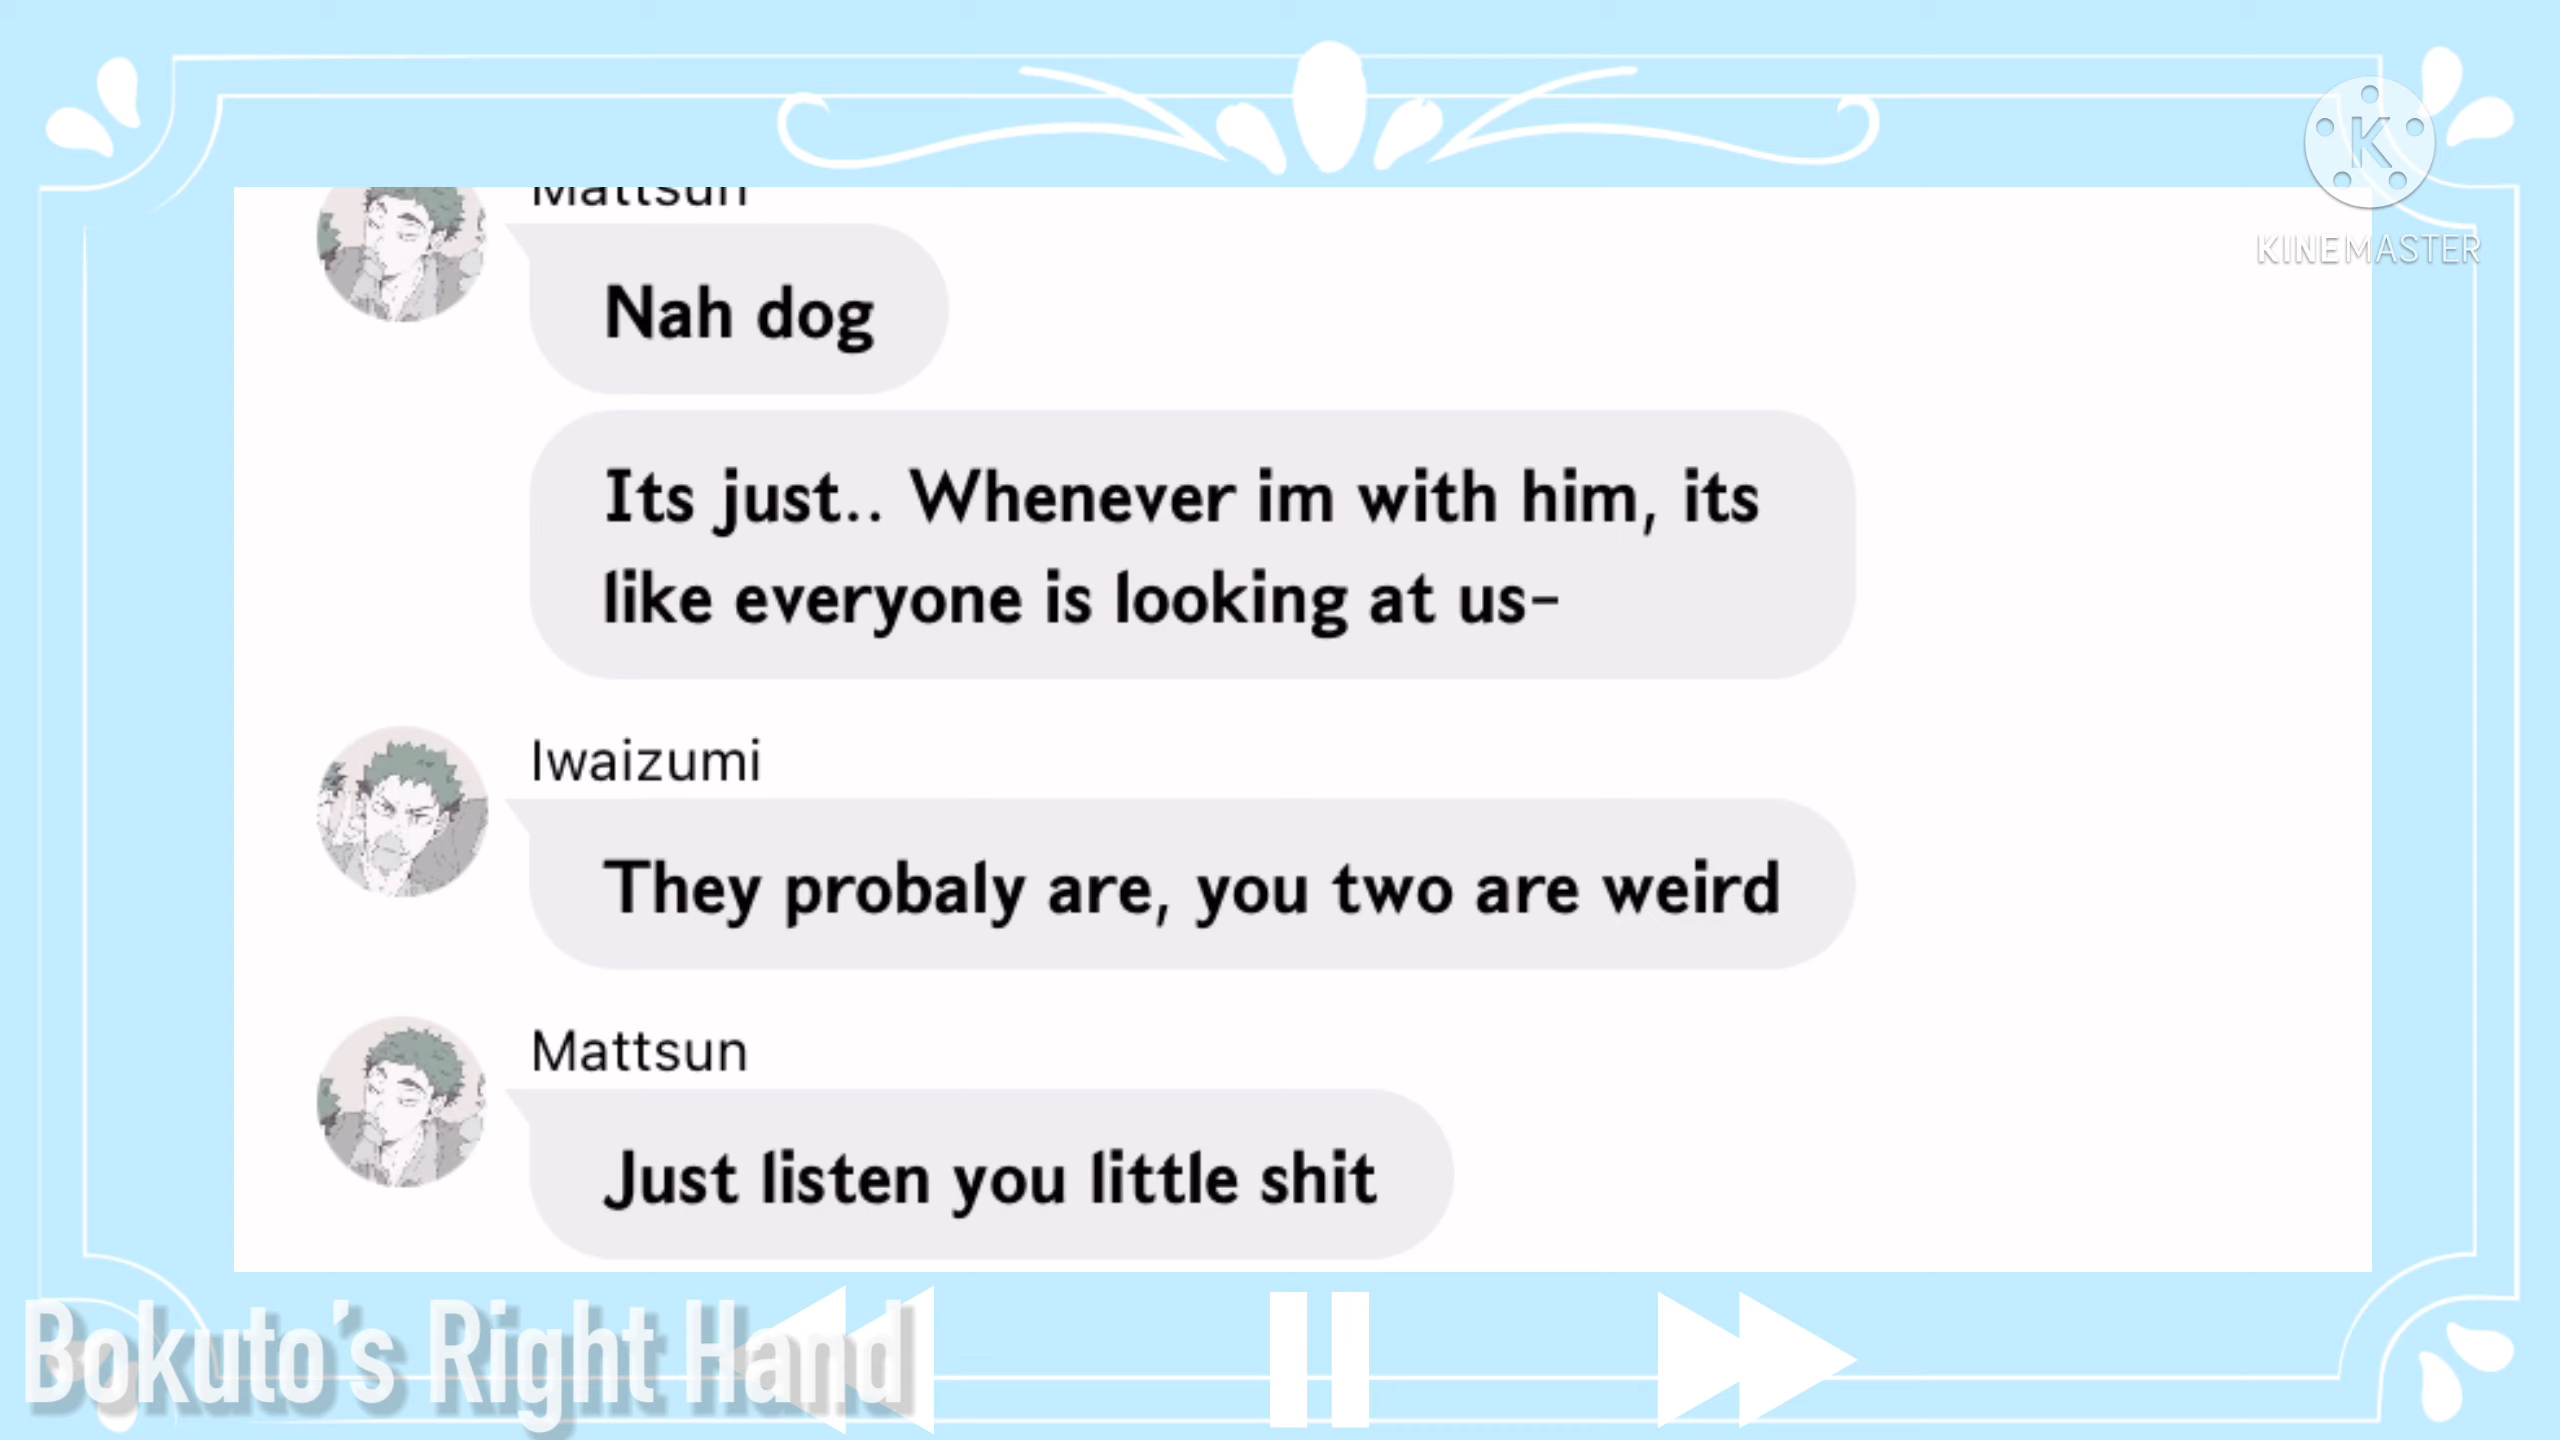 Mattsun
K
KINEMASTER
Nah dog
Its just.. Whenever im with him, its
like everyone is looking at us-
Iwaizumi
They probaly are, you two are weird
Mattsun
Just listen you little shit
Bokuto's Right Hand